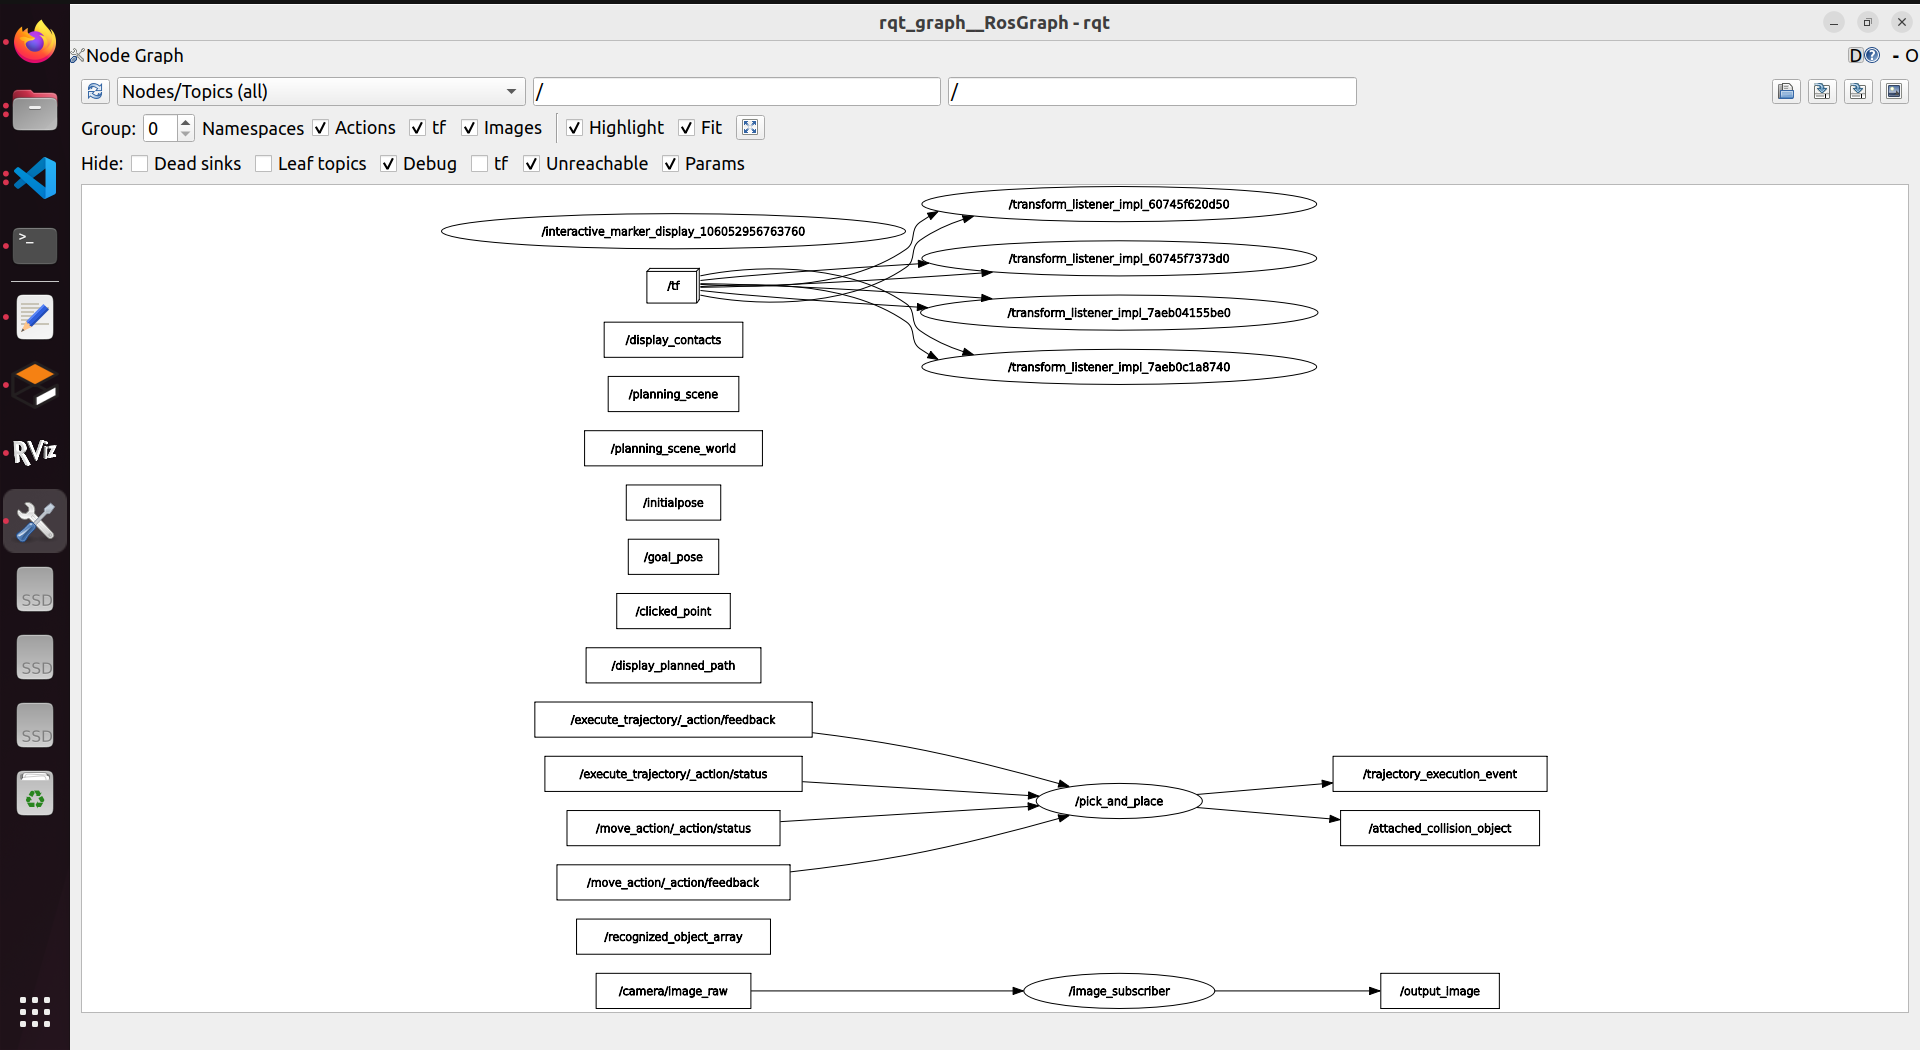 rqt_graph__RosGraph - rqt
Node Graph
D - O
Nodes/Topics (all) / /
Group: 0 Namespaces Actions tf Images Highlight Fit
Hide: Dead sinks Leaf topics Debug tf Unreachable Params
/transform_listener_impl_60745f620d50
/interactive_marker_display_106052956763760
/transform_listener_impl_60745f7373d0
/tf
/transform_listener_impl_7aeb04155be0
/display_contacts
/transform_listener_impl_7aeb0c1a8740
/planning_scene
/planning_scene_world
/initialpose
/goal_pose
/clicked_point
/display_planned_path
/execute_trajectory/_action/feedback
/execute_trajectory/_action/status
/trajectory_execution_event
/pick_and_place
/move_action/_action/status
/attached_collision_object
/move_action/_action/feedback
/recognized_object_array
/camera/image_raw
/image_subscriber
/output_image
>_
RViz
SSD
SSD
SSD